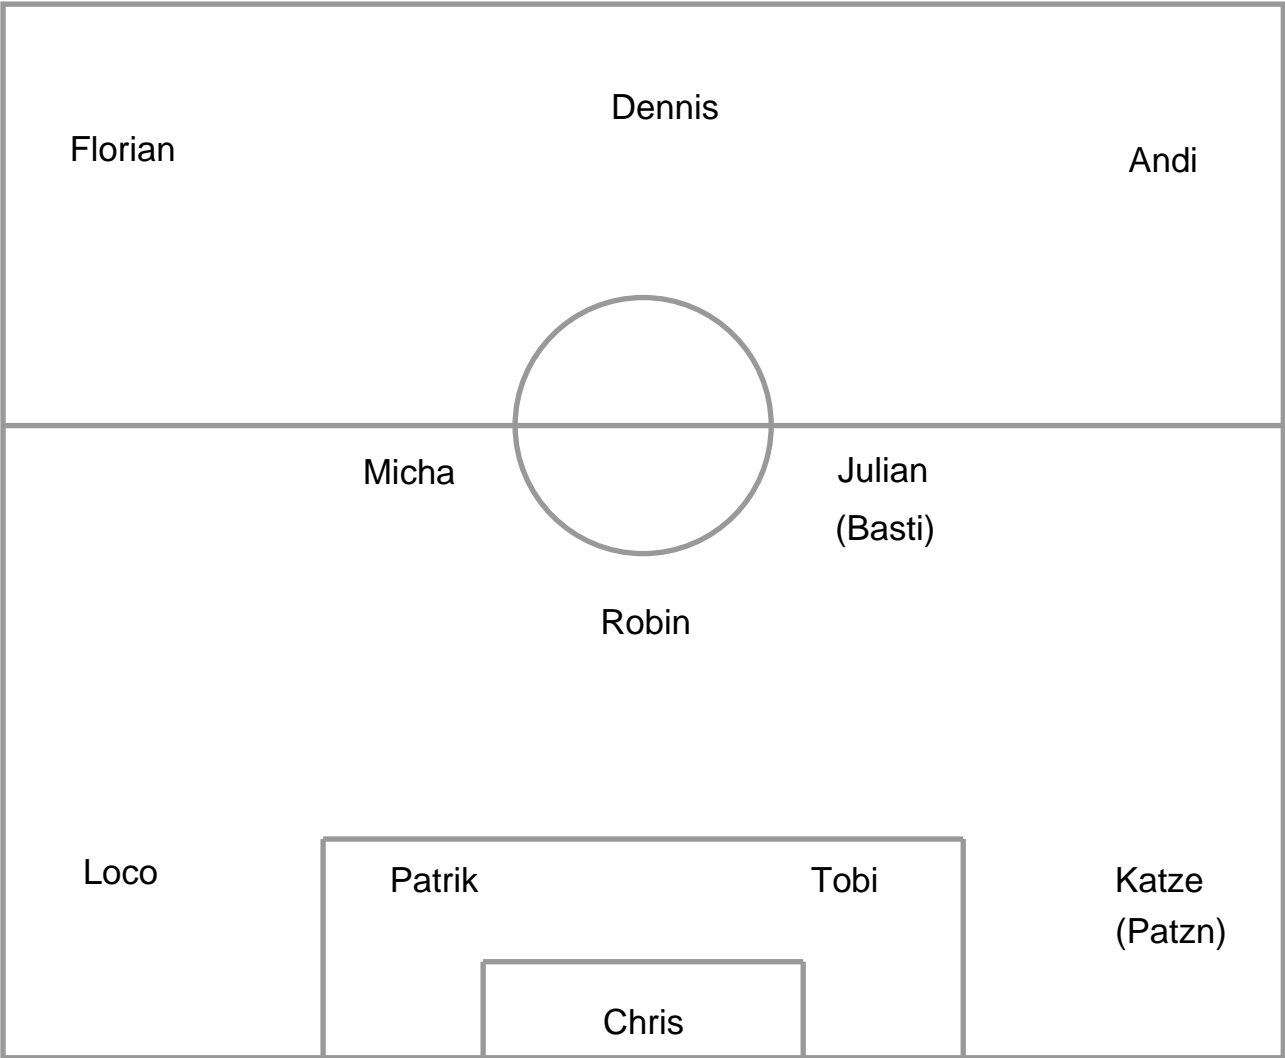 Dennis
Florian
Andi
Micha
Julian
(Basti)
Robin
Loco
Patrik
Tobi
Katze
(Patzn)
Chris